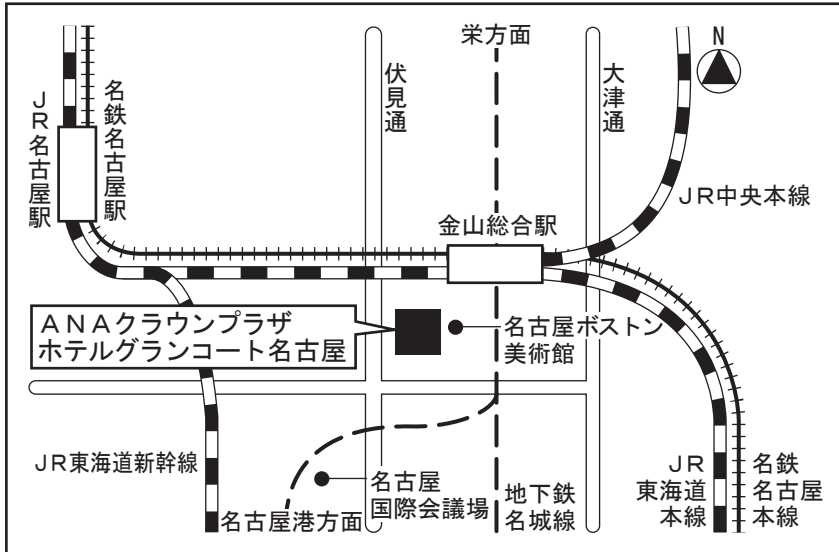 栄方面
伏見通
大津通
N
JR名古屋駅
名鉄名古屋駅
JR中央本線
金山総合駅
ANAクラウンプラザ
ホテルグランコート名古屋
名古屋ボストン
美術館
JR東海道新幹線
名古屋
国際会議場
名古屋港方面
地下鉄
名城線
JR
東海道
本線
名鉄
名古屋
本線